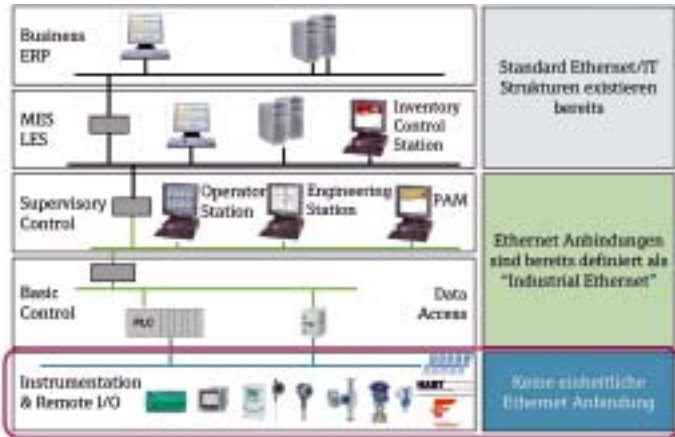 Business
ERP
MES
LES
Inventory
Control
Station
Supervisory
Control
Operator
Station
Engineering
Station
PAM
Basic
Control
PLC
Data
Access
Instrumentation
& Remote I/O
HART
Standard Ethernet/IT
Strukturen existieren
bereits
Ethernet Anbindungen
sind bereits definiert als
"Industrial Ethernet"
Keine einheitliche
Ethernet Anbindung